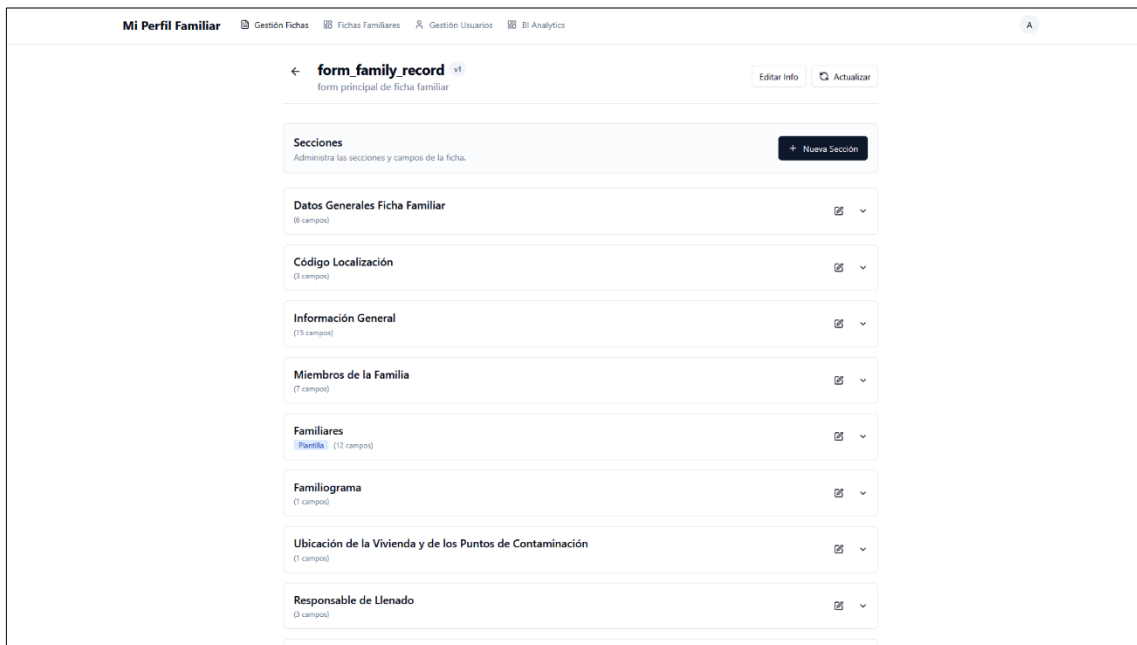 Mi Perfil Familiar Gestión Fichas Fichas Familiares Gestión Usuarios BI Analytics A
form_family_record v1 Editar Info Actualizar
form principal de ficha familiar
Secciones
Administra las secciones y campos de la ficha.
+ Nueva Sección
Datos Generales Ficha Familiar
(6 campos)
Código Localización
(3 campos)
Información General
(15 campos)
Miembros de la Familia
(7 campos)
Familiares
Plantilla (12 campos)
Familiograma
(1 campos)
Ubicación de la Vivienda y de los Puntos de Contaminación
(1 campos)
Responsable de Llenado
(3 campos)